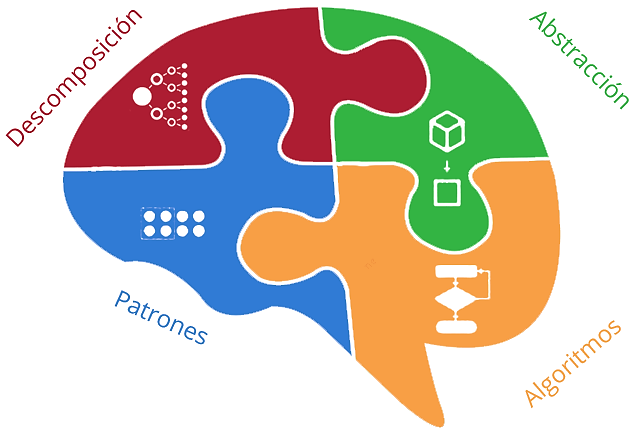 Descomposición
Abstracción
Patrones
Algoritmos